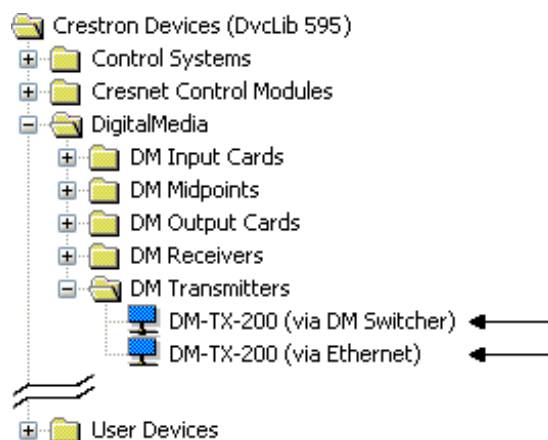 Crestron Devices (DvcLib 595)
Control Systems
Cresnet Control Modules
DigitalMedia
DM Input Cards
DM Midpoints
DM Output Cards
DM Receivers
DM Transmitters
DM-TX-200 (via DM Switcher)
DM-TX-200 (via Ethernet)
User Devices